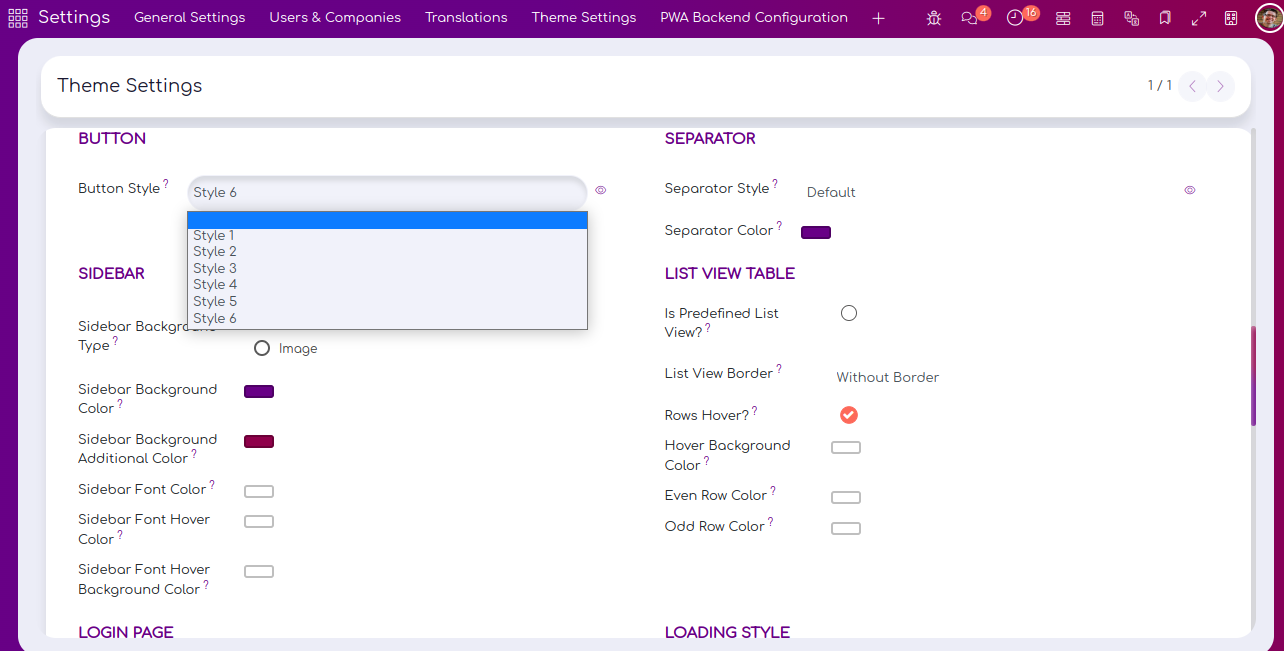 Settings General Settings Users & Companies Translations Theme Settings PWA Backend Configuration + 4 16
Theme Settings 1 / 1
BUTTON
Button Style ? Style 6
Style 1
Style 2
Style 3
Style 4
Style 5
Style 6
SIDEBAR
Sidebar Background
Type ?
Image
Sidebar Background
Color ?
Sidebar Background
Additional Color ?
Sidebar Font Color ?
Sidebar Font Hover
Color ?
Sidebar Font Hover
Background Color ?
LOGIN PAGE
SEPARATOR
Separator Style ? Default
Separator Color ?
LIST VIEW TABLE
Is Predefined List
View? ?
List View Border ? Without Border
Rows Hover? ?
Hover Background
Color ?
Even Row Color ?
Odd Row Color ?
LOADING STYLE